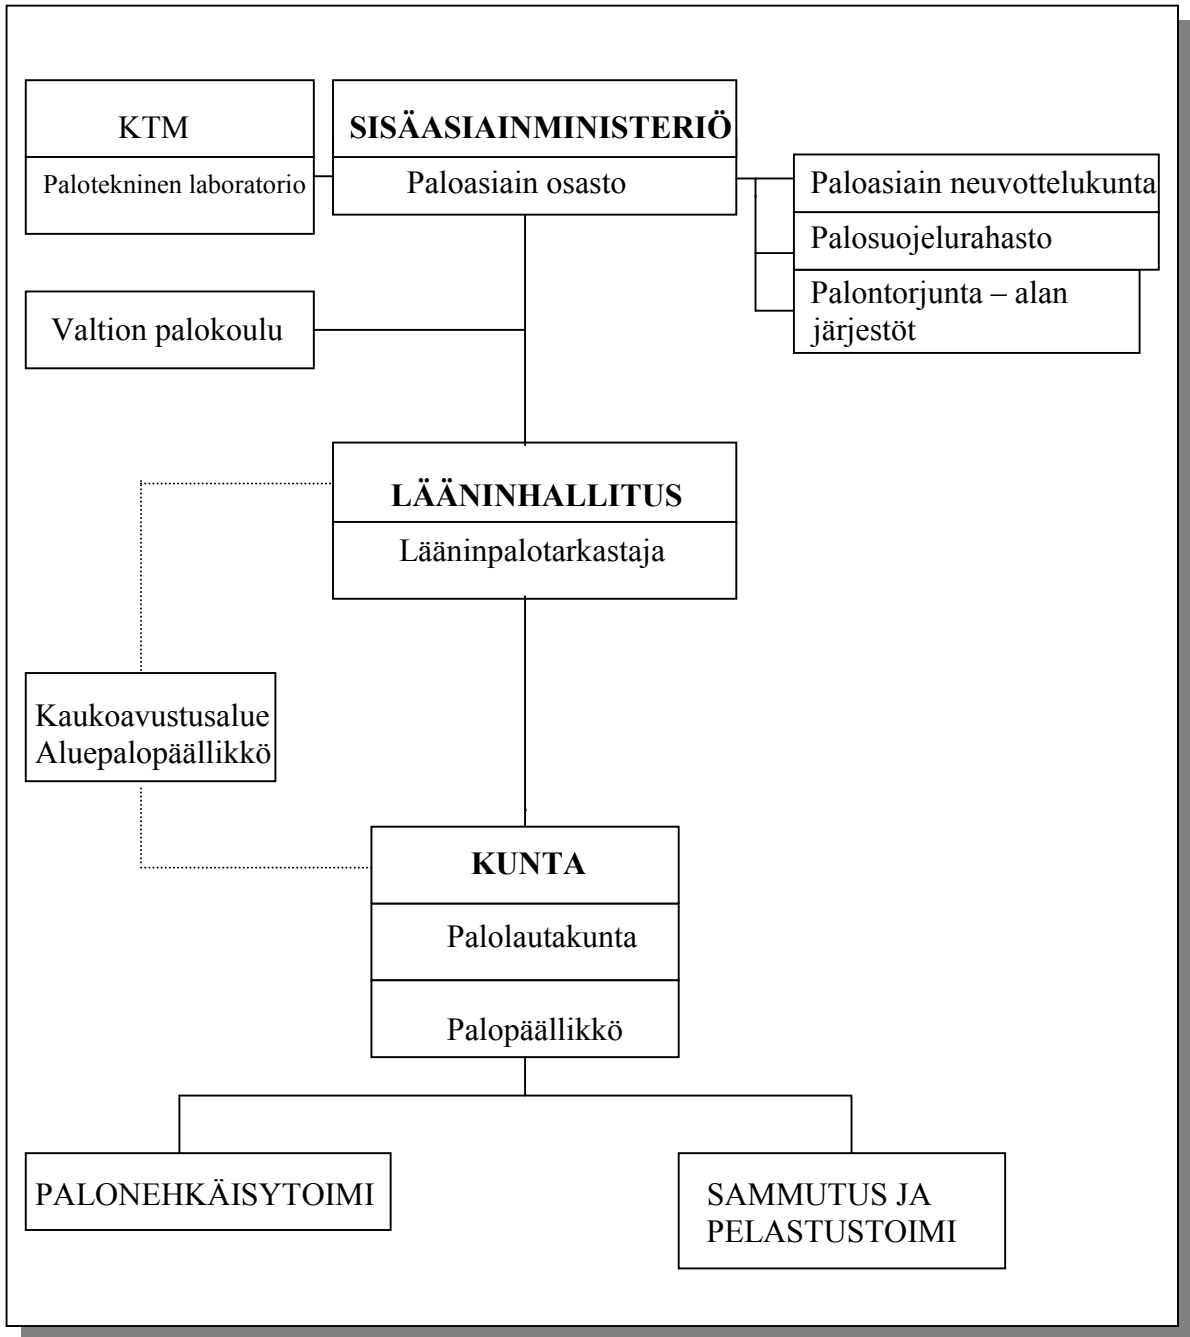 KTM
Palotekninen laboratorio
SISÄASIAINMINISTERIÖ
Paloasiain osasto
Paloasiain neuvottelukunta
Palosuojelurahasto
Palontorjunta – alan
järjestöt
Valtion palokoulu
LÄÄNINHALLITUS
Lääninpalotarkastaja
Kaukoavustusalue
Aluepalopäällikkö
KUNTA
Palolautakunta
Palopäällikkö
PALONEHKÄISYTOIMI
SAMMUTUS JA
PELASTUSTOIMI